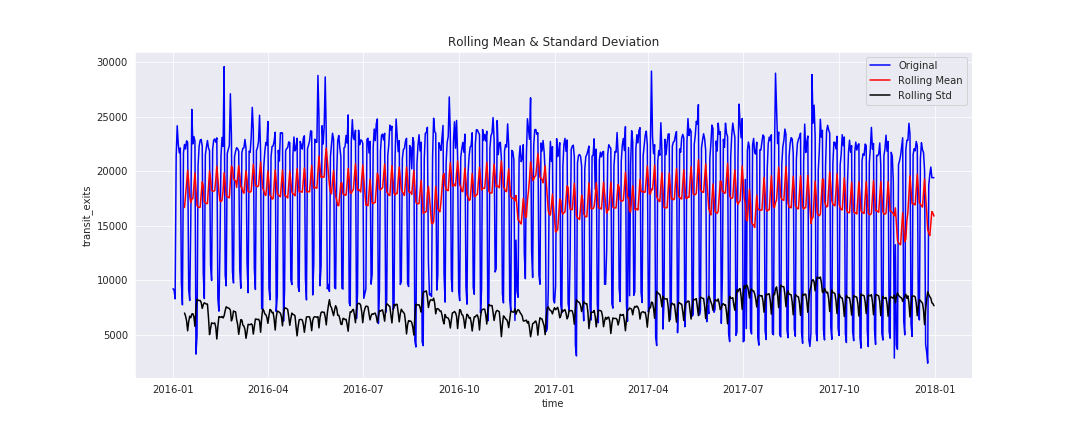 Rolling Mean & Standard Deviation
30000
25000
20000
15000
10000
5000
transit_exits
Original
Rolling Mean
Rolling Std
2016-01
2016-04
2016-07
2016-10
2017-01
2017-04
2017-07
2017-10
2018-01
time